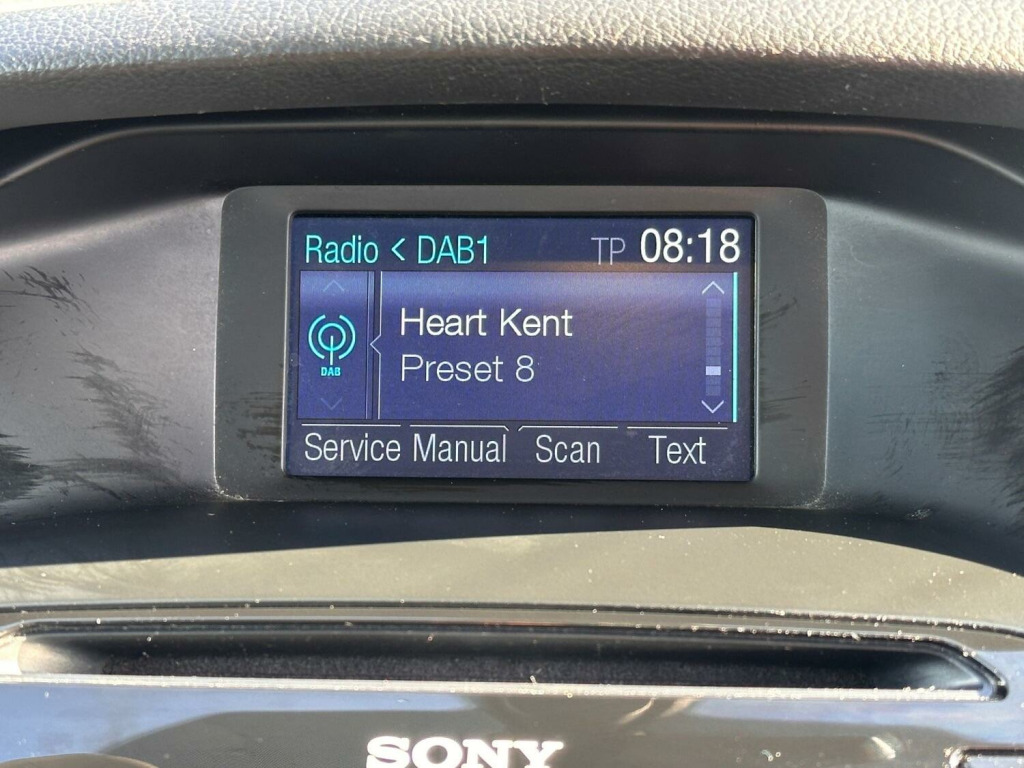 Radio < DAB1 TP 08:18
Heart Kent
DAB
Preset 8
Service Manual Scan Text
SONY